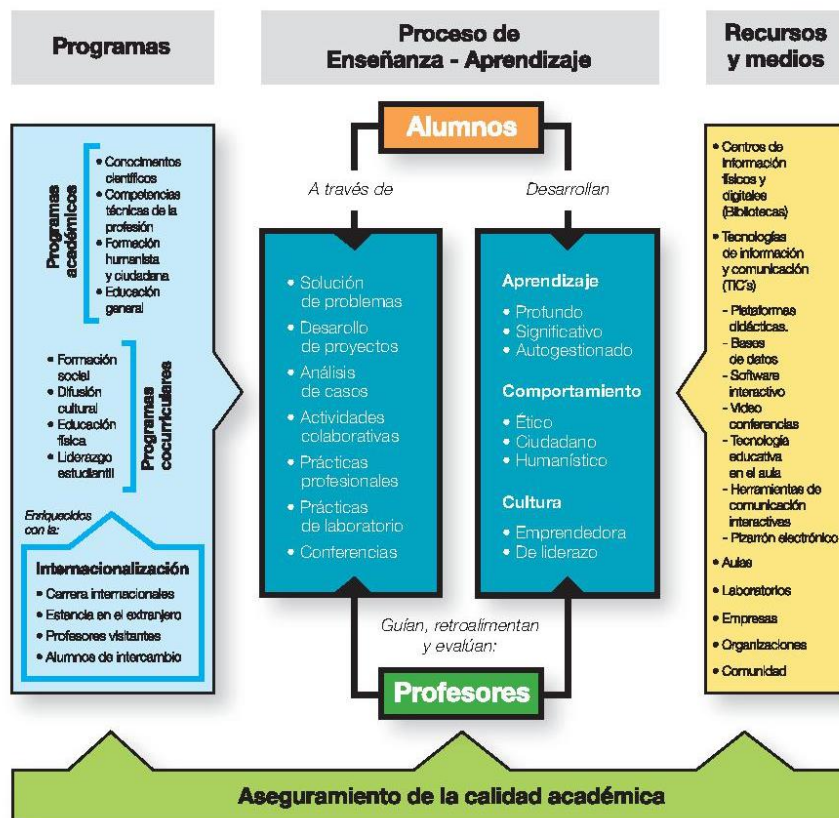 Programas
Proceso de
Enseñanza - Aprendizaje
Recursos
y medios
Programas
académicos
• Conocimentos
científicos
• Competencias
técnicas de la
profesión
• Formación
humanista
y ciudadana
• Educación
general
• Formación
social
• Difusión
cultural
• Educación
física
• Liderazgo
estudiantil
Programas
cocurriculares
Enriquecidos
con la:
Internacionalización
• Carrera internacionales
• Estancia en el extranjero
• Profesores visitantes
• Alumnos de intercambio
Alumnos
A través de
Desarrollan
• Solución
de problemas
• Desarollo
de proyectos
• Análisis
de casos
• Actividades
colaborativas
• Prácticas
profesionales
• Prácticas
de laboratorio
• Conferencias
Aprendizaje
• Profundo
• Significativo
• Autogestionado
Comportamiento
• Ético
• Ciudadano
• Humanístico
Cultura
• Emprendedora
• De liderazo
Guían, retroalimentan
y evalúan:
Profesores
• Centros de
información
físicos y
digitales
(Bibliotecas)
• Tecnologías
de información
y comunicación
(TIC´s)
- Plataformas
didácticas.
- Bases
de datos
- Software
interactivo
- Video
conferencias
- Tecnología
educativa
en el aula
- Herramientas de
comunicación
interactivas
- Pizarrón electrónico
• Aulas
• Laboratorios
• Empresas
• Organizaciones
• Comunidad
Aseguramiento de la calidad académica